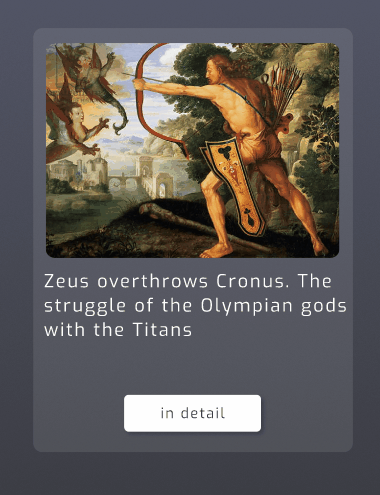 Zeus overthrows Cronus. The
struggle of the Olympian gods
with the Titans
in detail